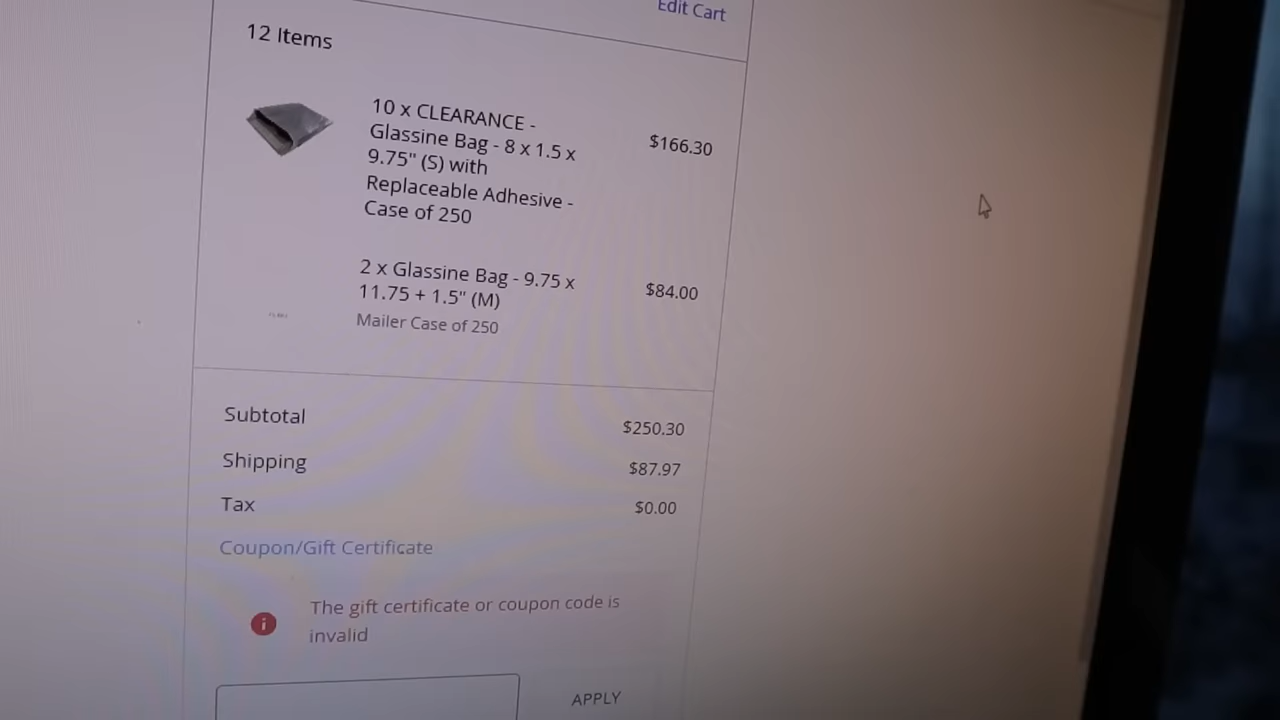 Edit Cart
12 Items
10 x CLEARANCE -
Glassine Bag - 8 x 1.5 x
9.75" (S) with
Replaceable Adhesive -
Case of 250
$166.30
2 x Glassine Bag - 9.75 x
11.75 + 1.5" (M)
Mailer Case of 250
$84.00
Subtotal
$250.30
Shipping
$87.97
Tax
$0.00
Coupon/Gift Certificate
The gift certificate or coupon code is
invalid
APPLY